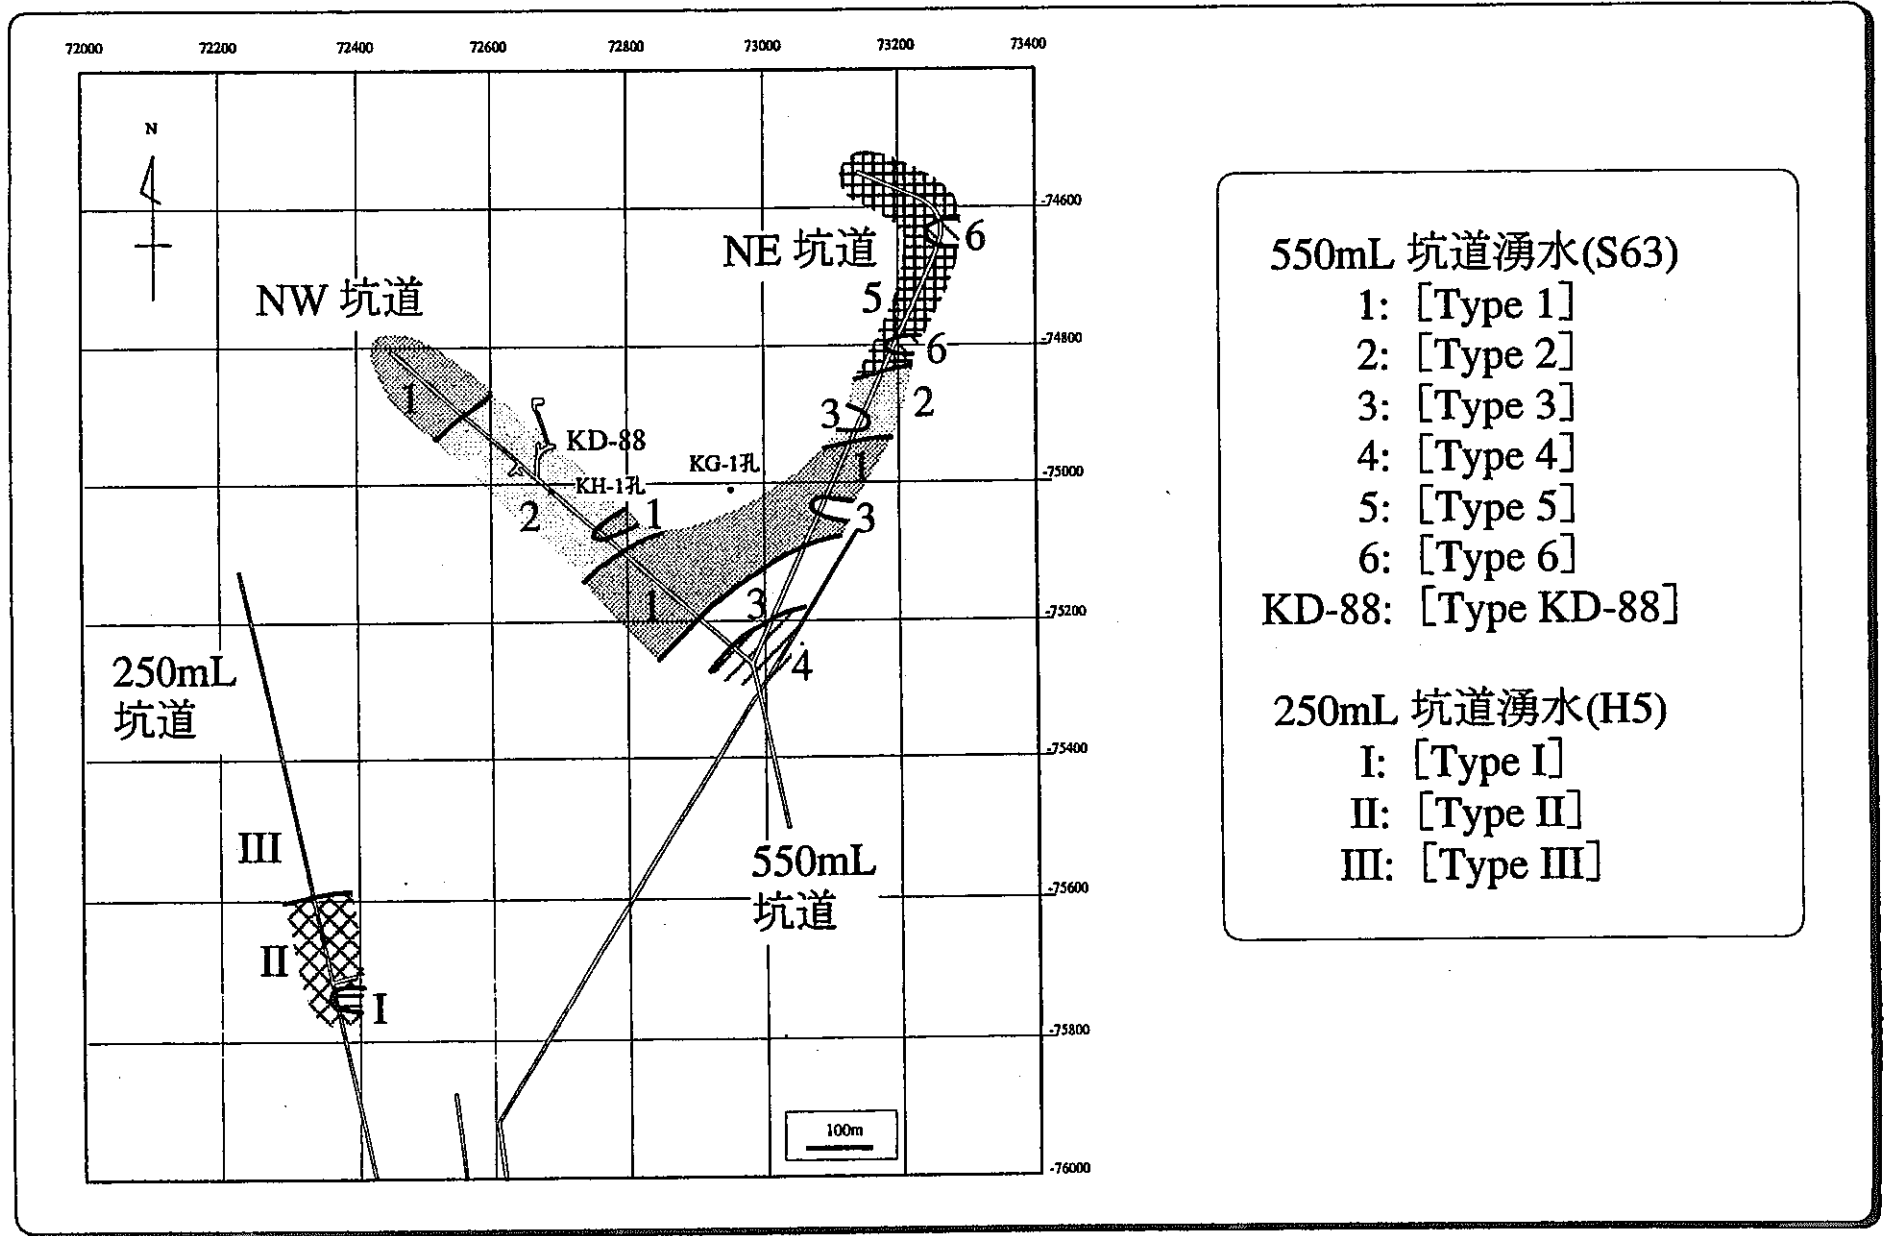 72000 72200 72400 72600 72800 73000 73200 73400
N
-74600
6
NE 坑道
NW 坑道
5
-74800
6
1
2
3
KD-88
KG-1孔
1
-75000
KH-1孔
2
1
3
1
3
-75200
4
250mL
坑道
-75400
III
550mL
坑道
-75600
II
I
-75800
100m
-76000
550mL 坑道湧水(S63)
1: [Type 1]
2: [Type 2]
3: [Type 3]
4: [Type 4]
5: [Type 5]
6: [Type 6]
KD-88: [Type KD-88]
250mL 坑道湧水(H5)
I: [Type I]
II: [Type II]
III: [Type III]